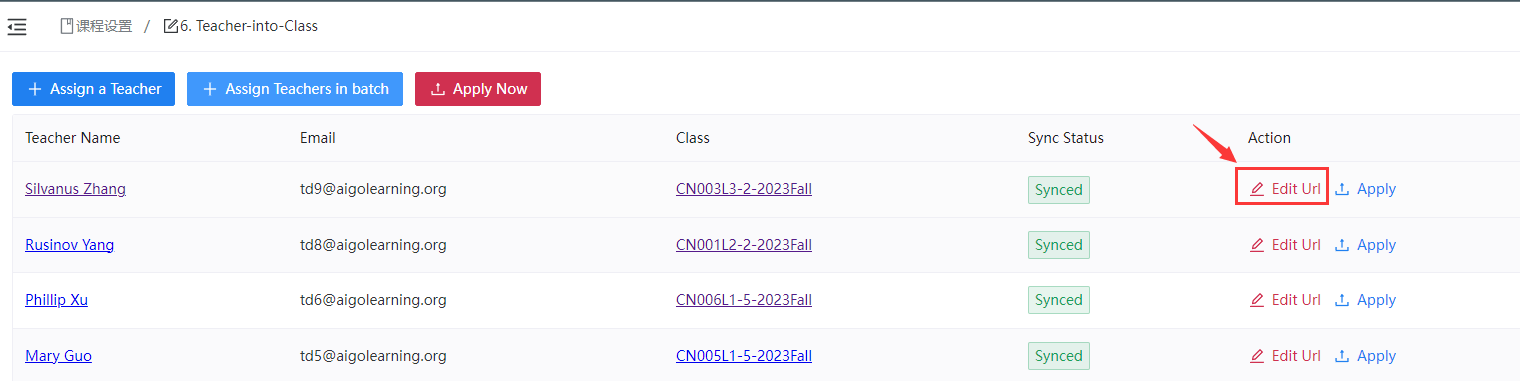 课程设置 / 6. Teacher-into-Class
+ Assign a Teacher + Assign Teachers in batch Apply Now
Teacher Name Email Class Sync Status Action
Silvanus Zhang td9@aigolearning.org CN003L3-2-2023Fall Synced Edit Url Apply
Rusinov Yang td8@aigolearning.org CN001L2-2-2023Fall Synced Edit Url Apply
Phillip Xu td6@aigolearning.org CN006L1-5-2023Fall Synced Edit Url Apply
Mary Guo td5@aigolearning.org CN005L1-5-2023Fall Synced Edit Url Apply